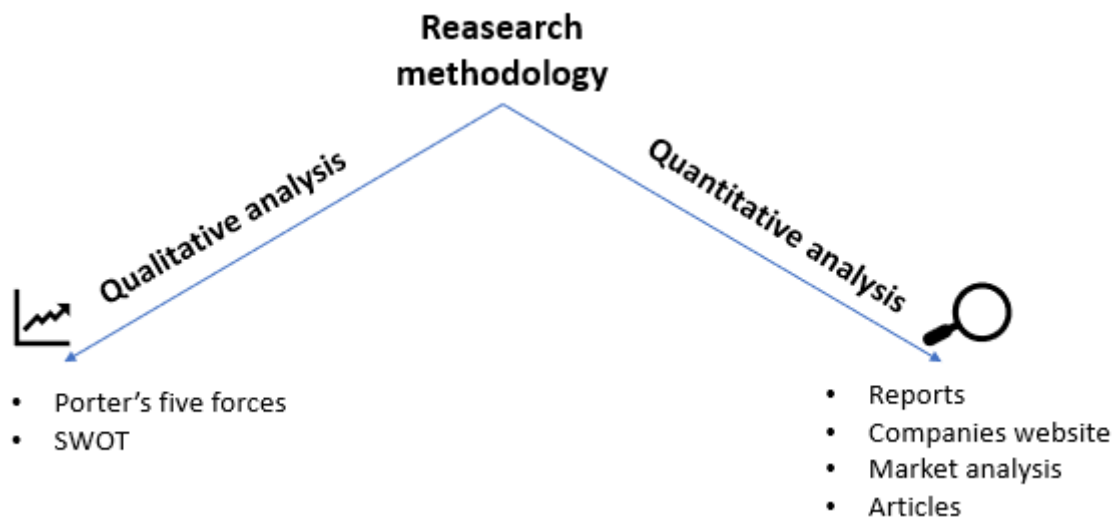 Reasearch
methodology
Qualitative analysis
Quantitative analysis
• Porter’s five forces
• SWOT
• Reports
• Companies website
• Market analysis
• Articles